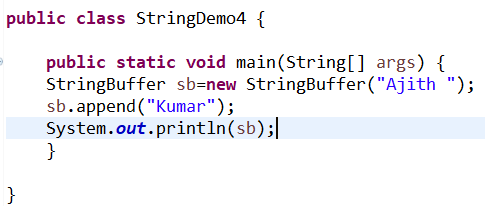 public class StringDemo4 {
public static void main(String[] args) {
StringBuffer sb=new StringBuffer("Ajith ");
sb.append("Kumar");
System.out.println(sb);
}
}